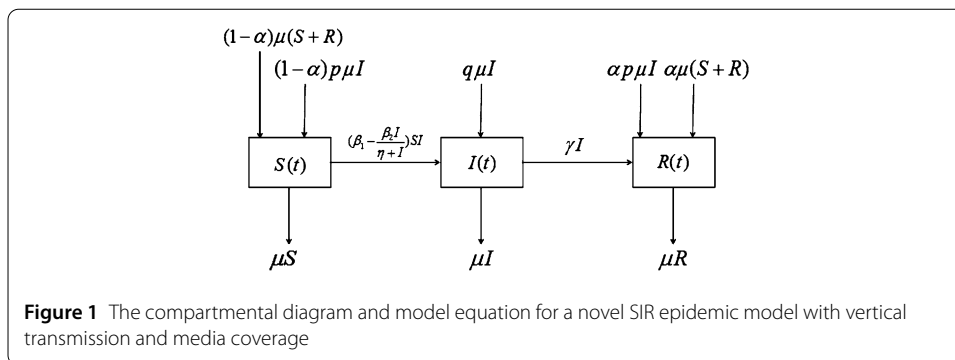 (1−α)μ(S+R)
(1−α)pμI qμI αpμI αμ(S+R)
(β₁−β₂I/(η+I))SI γI
S(t) I(t) R(t)
μS μI μR
Figure 1 The compartmental diagram and model equation for a novel SIR epidemic model with vertical
transmission and media coverage